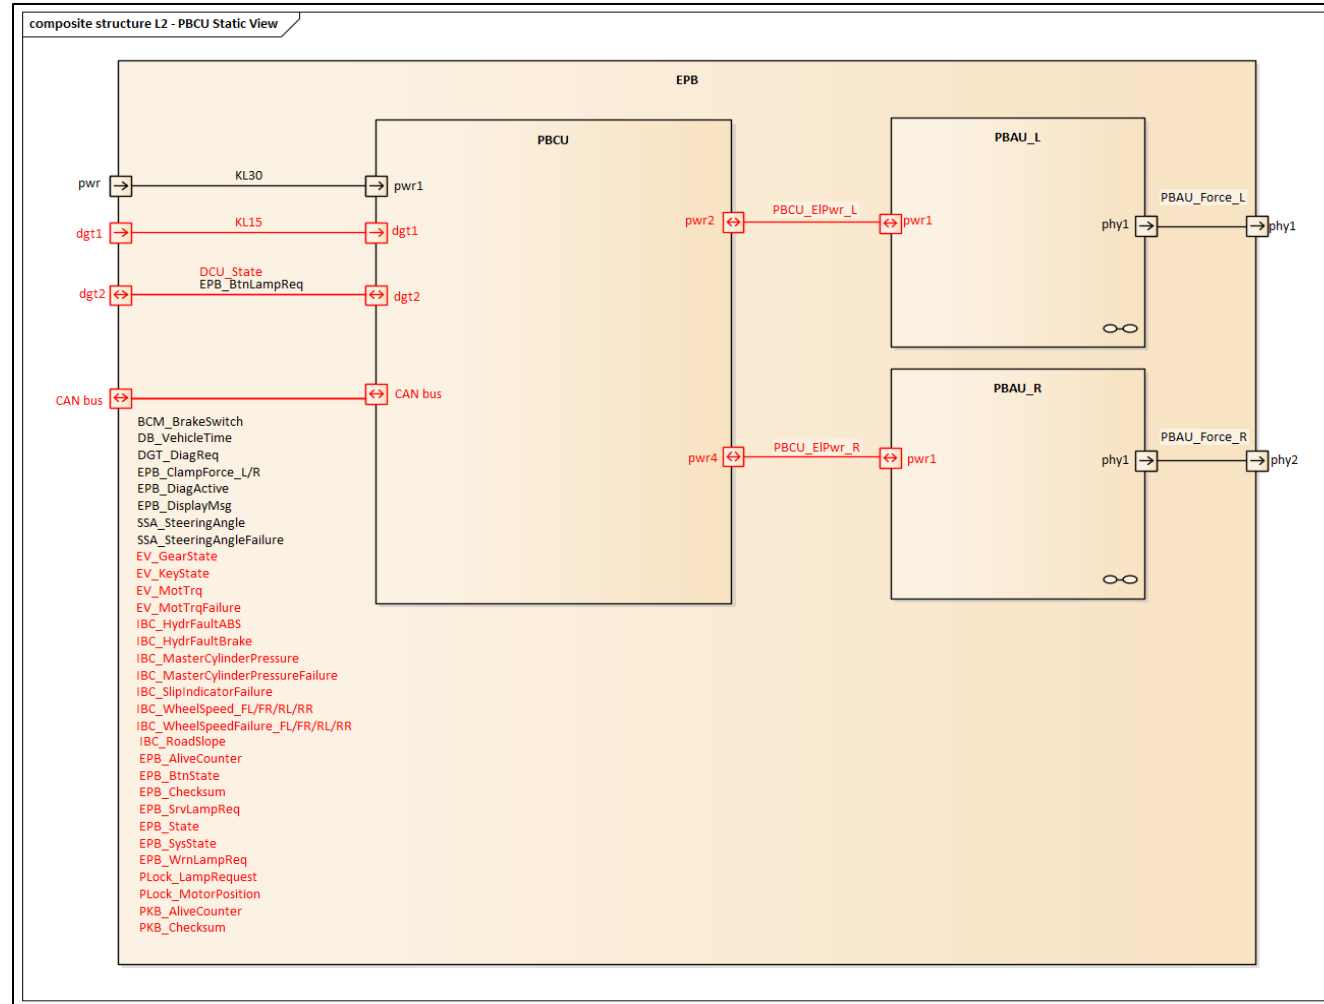 composite structure L2 - PBCU Static View
EPB
PBCU
PBAU_L
pwr
KL30
pwr1
dgt1
KL15
dgt1
pwr2
PBCU_ElPwr_L
pwr1
phy1
PBAU_Force_L
phy1
dgt2
DCU_State
EPB_BtnLampReq
dgt2
PBAU_R
CAN bus
CAN bus
pwr4
PBCU_ElPwr_R
pwr1
phy1
PBAU_Force_R
phy2
BCM_BrakeSwitch
DB_VehicleTime
DGT_DiagReq
EPB_ClampForce_L/R
EPB_DiagActive
EPB_DisplayMsg
SSA_SteeringAngle
SSA_SteeringAngleFailure
EV_GearState
EV_KeyState
EV_MotTrq
EV_MotTrqFailure
IBC_HydrFaultABS
IBC_HydrFaultBrake
IBC_MasterCylinderPressure
IBC_MasterCylinderPressureFailure
IBC_SlipIndicatorFailure
IBC_WheelSpeed_FL/FR/RL/RR
IBC_WheelSpeedFailure_FL/FR/RL/RR
IBC_RoadSlope
EPB_AliveCounter
EPB_BtnState
EPB_Checksum
EPB_SrvLampReq
EPB_State
EPB_SysState
EPB_WrnLampReq
PLock_LampRequest
PLock_MotorPosition
PKB_AliveCounter
PKB_Checksum